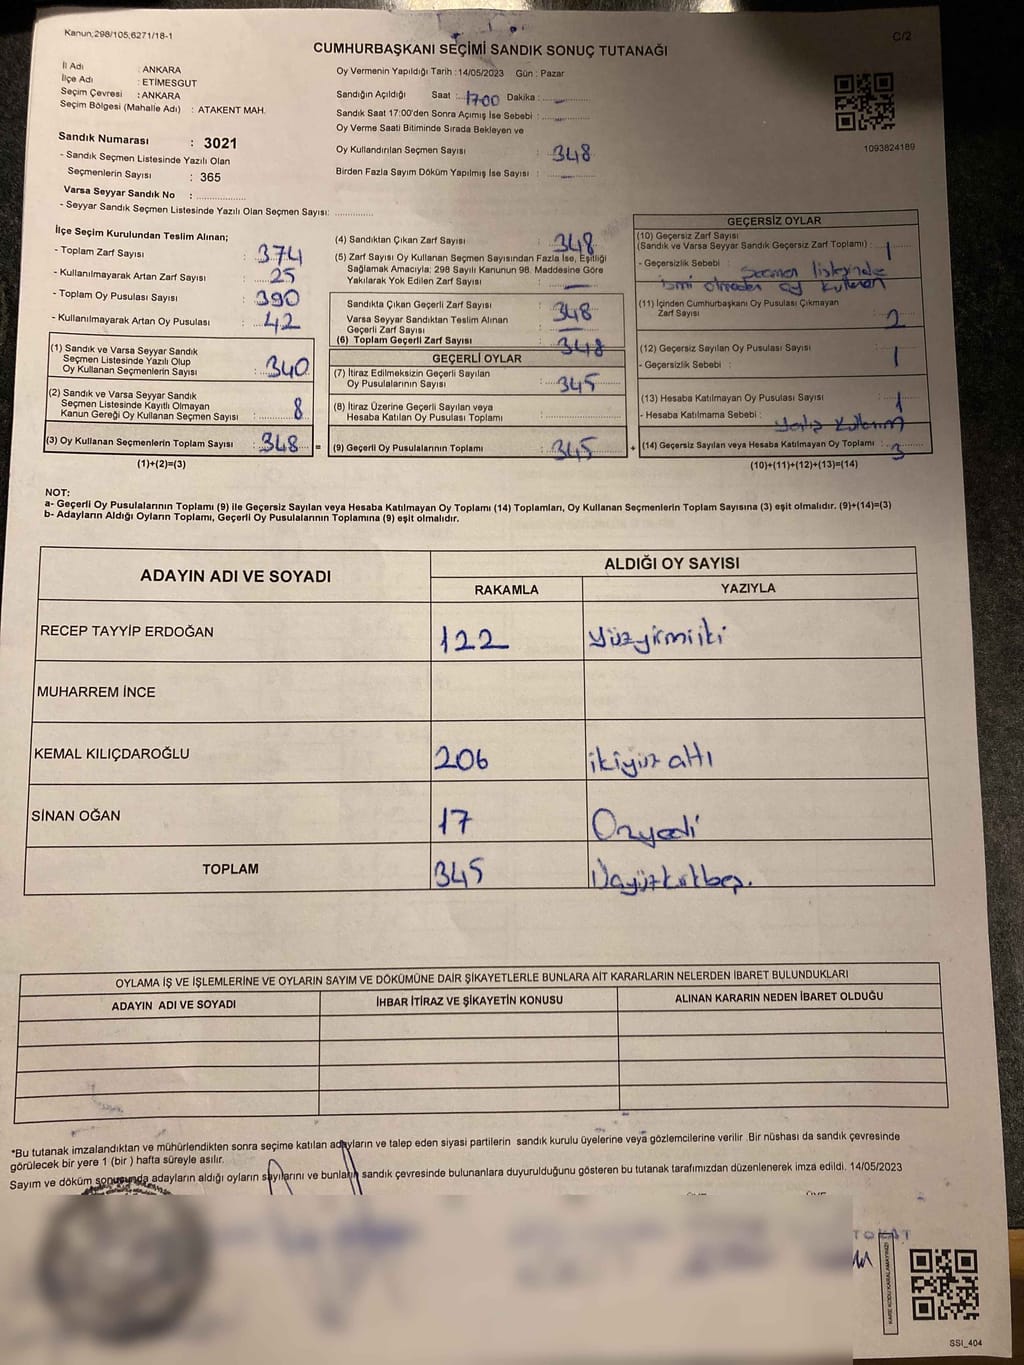 Kanun;298/105,6271/18-1
C/2
CUMHURBAŞKANI SEÇİMİ SANDIK SONUÇ TUTANAĞI
İl Adı : ANKARA
İlçe Adı : ETİMESGUT
Seçim Çevresi : ANKARA
Seçim Bölgesi (Mahalle Adı) : ATAKENT MAH.
Sandık Numarası : 3021
- Sandık Seçmen Listesinde Yazılı Olan
Seçmenlerin Sayısı : 365
Varsa Seyyar Sandık No :
- Seyyar Sandık Seçmen Listesinde Yazılı Olan Seçmen Sayısı:
Oy Vermenin Yapıldığı Tarih :14/05/2023 Gün : Pazar
Sandığın Açıldığı Saat : 17:00 Dakika : —
Sandık Saat 17:00'den Sonra Açımış İse Sebebi : —
Oy Verme Saati Bitiminde Sırada Bekleyen ve
Oy Kullandırılan Seçmen Sayısı : 348
Birden Fazla Sayım Döküm Yapılmış İse Sayısı : —
1093824189
İlçe Seçim Kurulundan Teslim Alınan;
- Toplam Zarf Sayısı : 374
- Kullanılmayarak Artan Zarf Sayısı : 25
- Toplam Oy Pusulası Sayısı : 390
- Kullanılmayarak Artan Oy Pusulası : 42
(1) Sandık ve Varsa Seyyar Sandık
Seçmen Listesinde Yazılı Olup
Oy Kullanan Seçmenlerin Sayısı : 340
(2) Sandık ve Varsa Seyyar Sandık
Seçmen Listesinde Kayıtlı Olmayan
Kanun Gereği Oy Kullanan Seçmen Sayısı : 8
(3) Oy Kullanan Seçmenlerin Toplam Sayısı : 348 =
(1)+(2)=(3)
(4) Sandıktan Çıkan Zarf Sayısı : 348
(5) Zarf Sayısı Oy Kullanan Seçmen Sayısından Fazla İse, Eşitliği
Sağlamak Amacıyla; 298 Sayılı Kanunun 98. Maddesine Göre
Yakılarak Yok Edilen Zarf Sayısı : —
Sandıkta Çıkan Geçerli Zarf Sayısı : 348
Varsa Seyyar Sandıktan Teslim Alınan
Geçerli Zarf Sayısı : —
(6) Toplam Geçerli Zarf Sayısı : 348
GEÇERLİ OYLAR
(7) İtiraz Edilmeksizin Geçerli Sayılan
Oy Pusulalarının Sayısı : 345
(8) İtiraz Üzerine Geçerli Sayılan veya
Hesaba Katılan Oy Pusulası Toplamı :
(9) Geçerli Oy Pusulalarının Toplamı : 345 +
GEÇERSİZ OYLAR
(10) Geçersiz Zarf Sayısı
(Sandık ve Varsa Seyyar Sandık Geçersiz Zarf Toplamı) : 1
- Geçersizlik Sebebi : Seçmen listesinde
ismi olmadan oy kullanan
(11) İçinden Cumhurbaşkanı Oy Pusulası Çıkmayan
Zarf Sayısı : 2
(12) Geçersiz Sayılan Oy Pusulası Sayısı : 1
- Geçersizlik Sebebi :
(13) Hesaba Katılmayan Oy Pusulası Sayısı : 1
- Hesaba Katılmama Sebebi : Kullanım
(14) Geçersiz Sayılan veya Hesaba Katılmayan Oy Toplamı : 3
(10)+(11)+(12)+(13)=(14)
NOT:
a- Geçerli Oy Pusulalarının Toplamı (9) ile Geçersiz Sayılan veya Hesaba Katılmayan Oy Toplamı (14) Toplamları, Oy Kullanan Seçmenlerin Toplam Sayısına (3) eşit olmalıdır. (9)+(14)=(3)
b- Adayların Aldığı Oyların Toplamı, Geçerli Oy Pusulalarının Toplamına (9) eşit olmalıdır.
ADAYIN ADI VE SOYADI
ALDIĞI OY SAYISI
RAKAMLA YAZIYLA
RECEP TAYYİP ERDOĞAN 122 yüzyirmiiki
MUHARREM İNCE
KEMAL KILIÇDAROĞLU 206 ikiyüz altı
SİNAN OĞAN 17 Onyedi
TOPLAM 345 Üçyüzkırkbeş.
OYLAMA İŞ VE İŞLEMLERİNE VE OYLARIN SAYIM VE DÖKÜMÜNE DAİR ŞİKAYETLERLE BUNLARA AİT KARARLARIN NELERDEN İBARET BULUNDUKLARI
ADAYIN ADI VE SOYADI İHBAR İTİRAZ VE ŞİKAYETİN KONUSU ALINAN KARARIN NEDEN İBARET OLDUĞU
*Bu tutanak imzalandıktan ve mühürlendikten sonra seçime katılan adayların ve talep eden siyasi partilerin sandık kurulu üyelerine veya gözlemcilerine verilir .Bir nüshası da sandık çevresinde
görülecek bir yere 1 (bir ) hafta süreyle asılır.
Sayım ve döküm sonucunda adayların aldığı oyların sayılarını ve bunların sandık çevresinde bulunanlara duyurulduğunu gösteren bu tutanak tarafımızdan düzenlenerek imza edildi. 14/05/2023
KARE KODU KARALAMAYINIZ!
SSI_404